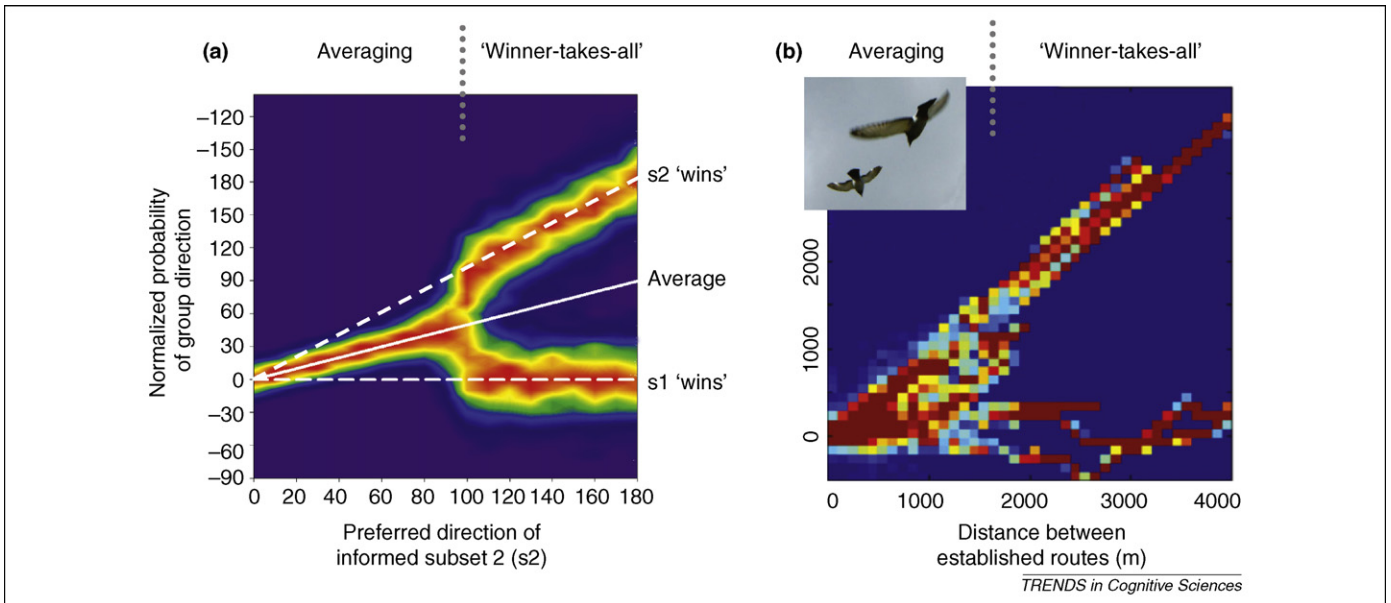 (a)
Averaging
‘Winner-takes-all’
Normalized probability
of group direction
–120
–150
180
150
120
90
60
30
0
–30
–60
–90
s2 ‘wins’
Average
s1 ‘wins’
0 20 40 60 80 100 120 140 160 180
Preferred direction of
informed subset 2 (s2)
(b)
Averaging
‘Winner-takes-all’
2000
1000
0
0 1000 2000 3000 4000
Distance between
established routes (m)
TRENDS in Cognitive Sciences